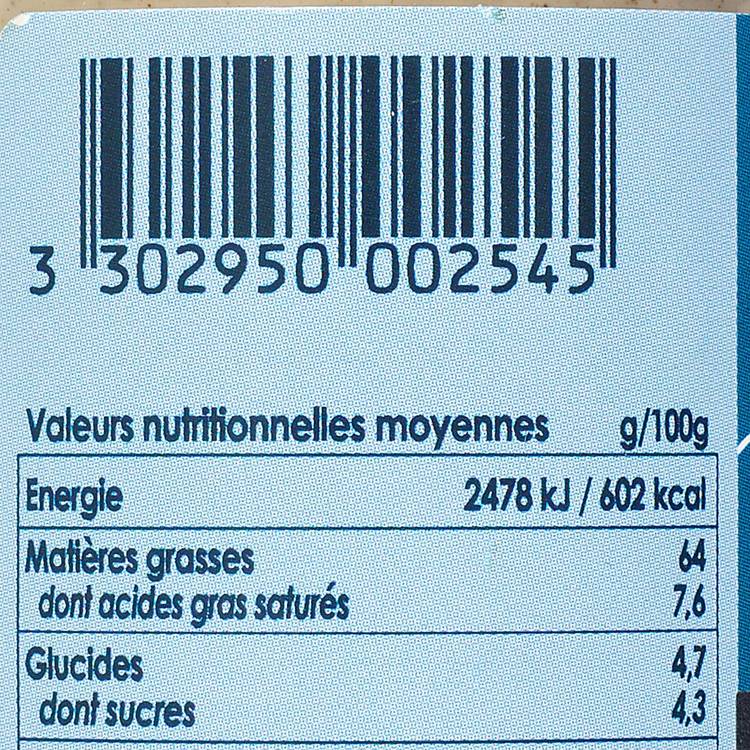 3 302950 002545
Valeurs nutritionnelles moyennes g/100g
Energie 2478 kJ / 602 kcal
Matières grasses 64
dont acides gras saturés 7,6
Glucides 4,7
dont sucres 4,3